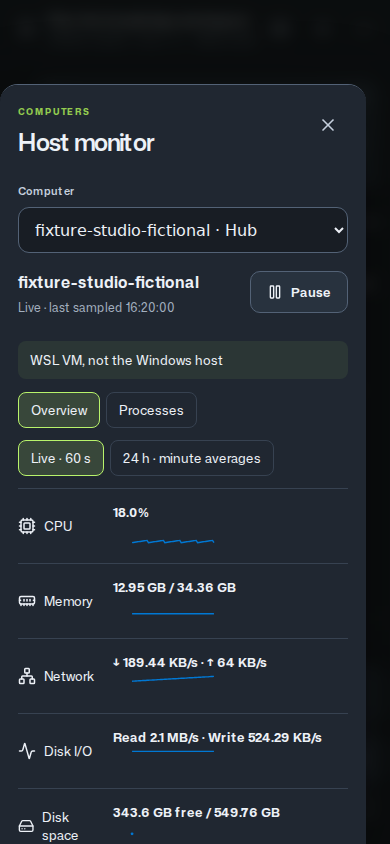 COMPUTERS
Host monitor
Computer
fixture-studio-fictional · Hub
fixture-studio-fictional
Live · last sampled 16:20:00
Pause
WSL VM, not the Windows host
Overview
Processes
Live · 60 s
24 h · minute averages
CPU
18.0%
Memory
12.95 GB / 34.36 GB
Network
↓ 189.44 KB/s · ↑ 64 KB/s
Disk I/O
Read 2.1 MB/s · Write 524.29 KB/s
Disk
space
343.6 GB free / 549.76 GB